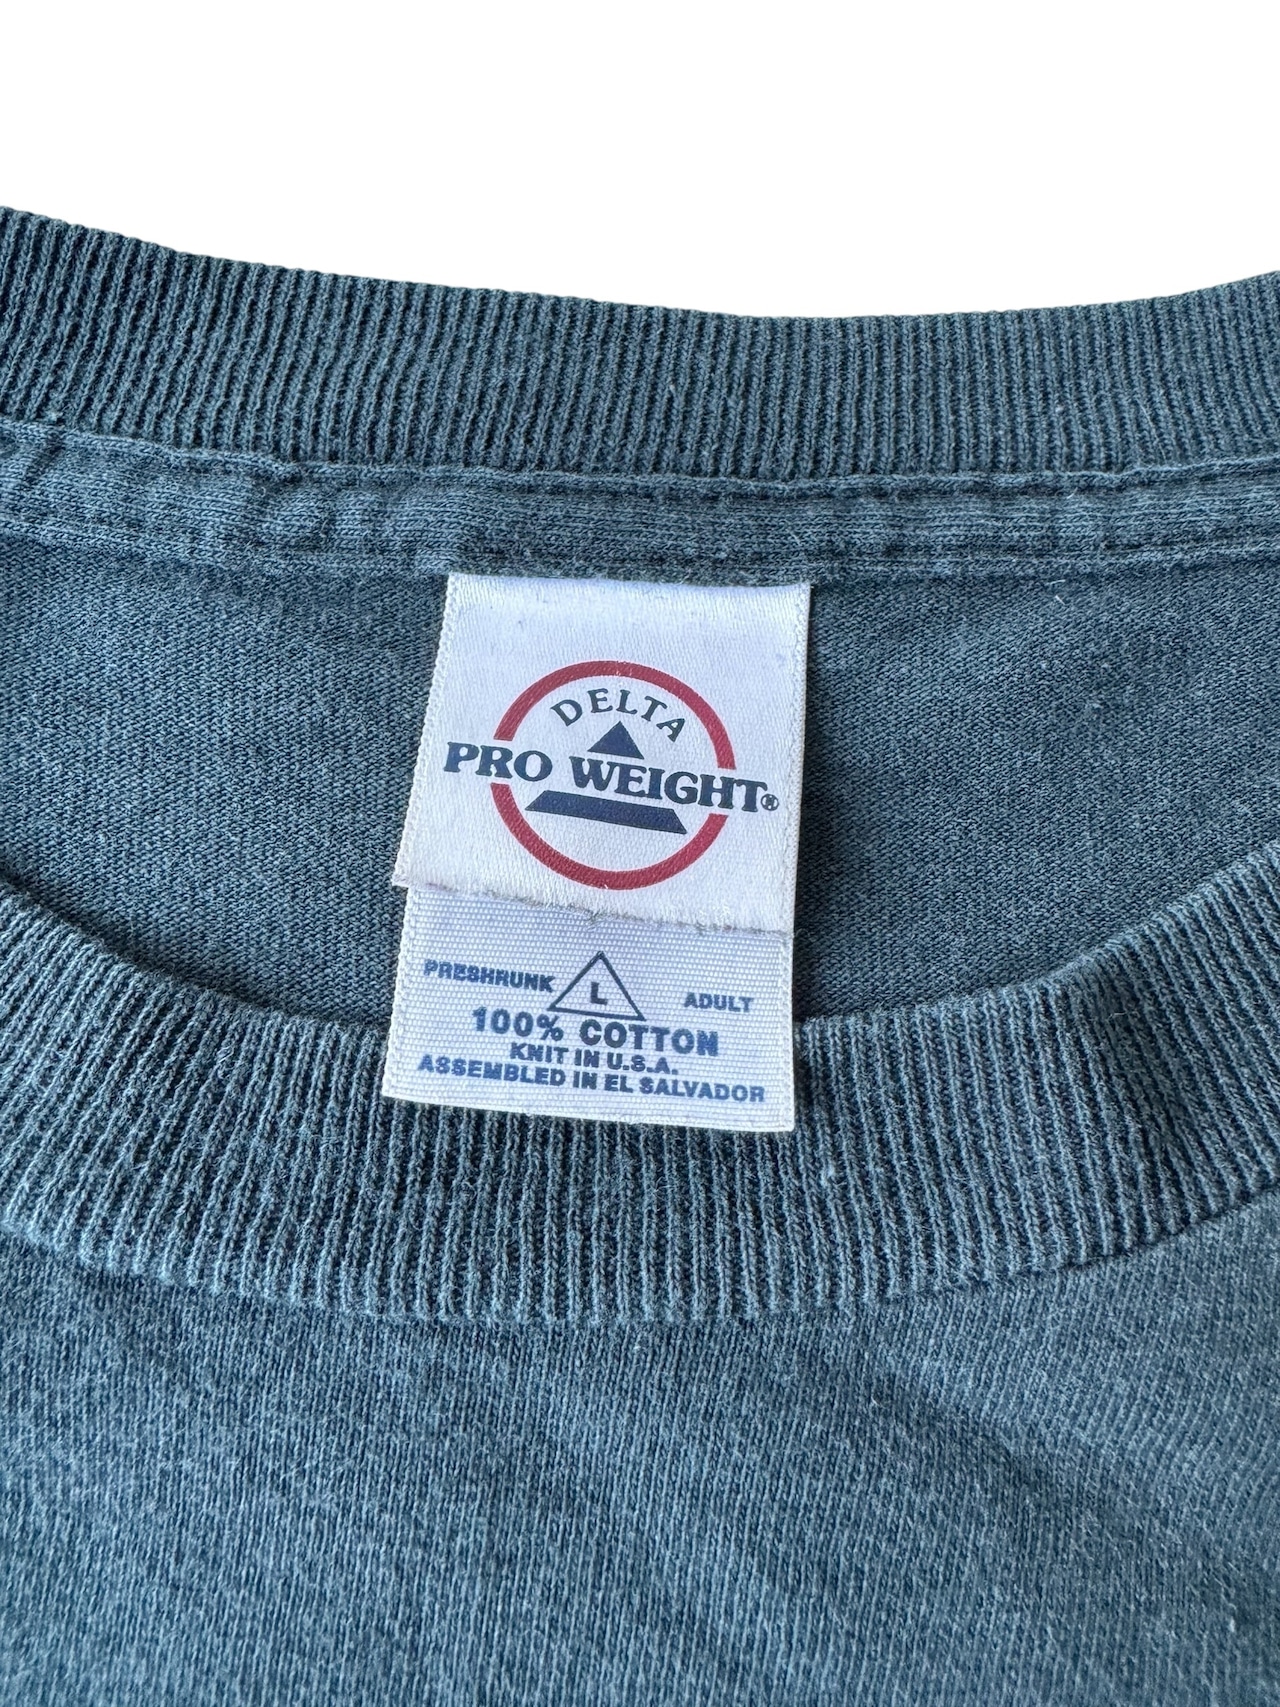 DELTA
PRO WEIGHT®
PRESHRUNK L ADULT
100% COTTON
KNIT IN U.S.A.
ASSEMBLED IN EL SALVADOR